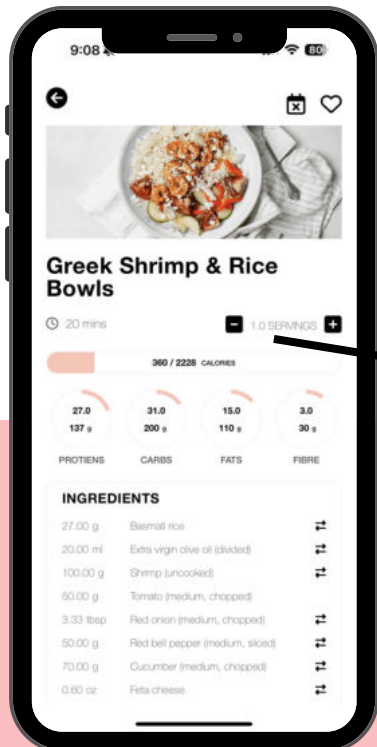 9:08
80
Greek Shrimp & Rice
Bowls
20 mins
1.0 SERVINGS
360 / 2228 CALORIES
27.0 31.0 15.0 3.0
137 g 200 g 110 g 30 g
PROTIENS CARBS FATS FIBRE
INGREDIENTS
27.00 g Basmati rice
20.00 ml Extra virgin olive oil (divided)
100.00 g Shrimp (uncooked)
50.00 g Tomato (medium, chopped)
3.33 tbsp Red onion (medium, chopped)
50.00 g Red bell pepper (medium, sliced)
70.00 g Cucumber (medium, chopped)
0.60 oz Feta cheese